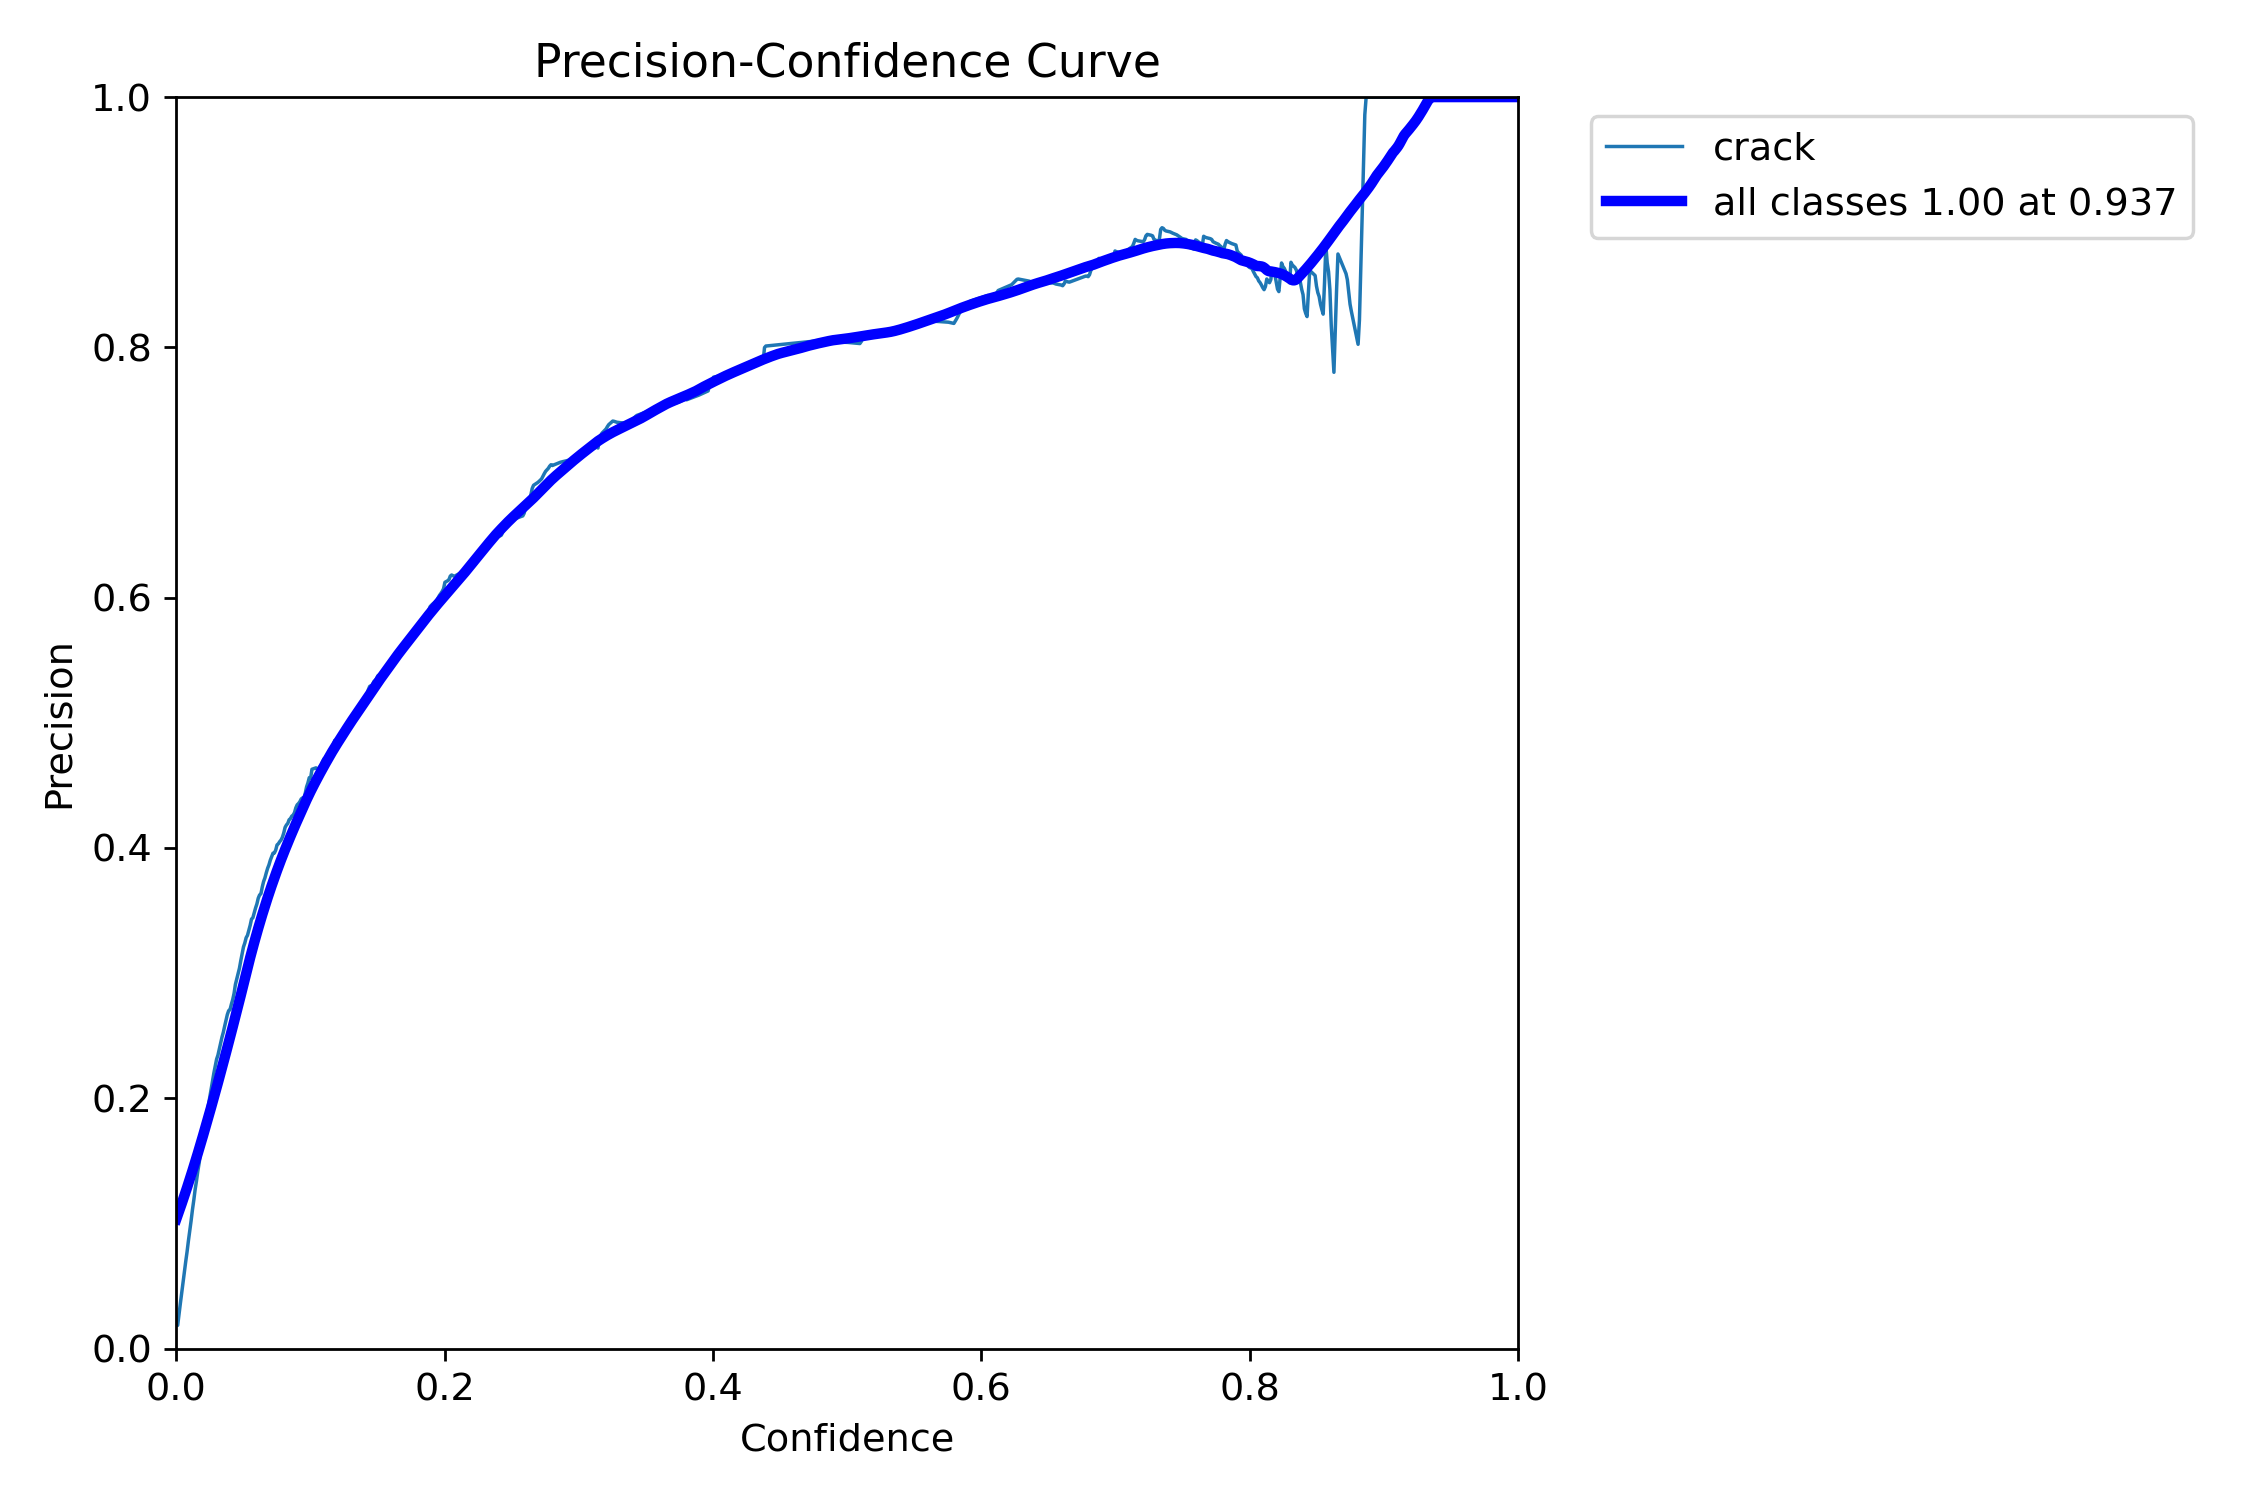 Precision-Confidence Curve
1.0
0.8
0.6
0.4
0.2
0.0
Precision
0.0 0.2 0.4 0.6 0.8 1.0
Confidence
crack
all classes 1.00 at 0.937